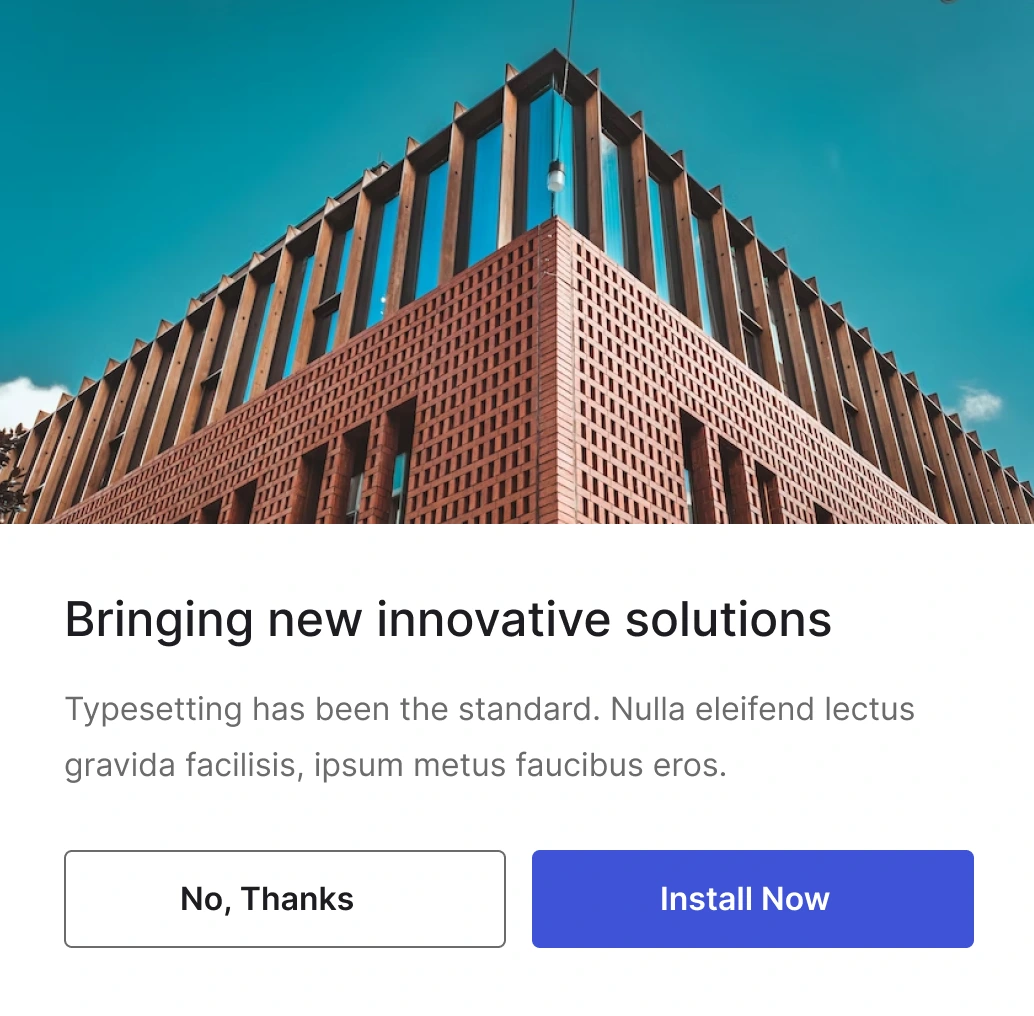 Bringing new innovative solutions
Typesetting has been the standard. Nulla eleifend lectus
gravida facilisis, ipsum metus faucibus eros.
No, Thanks
Install Now